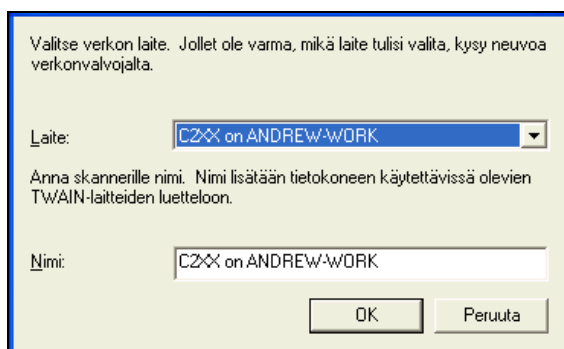 Valitse verkon laite. Jollet ole varma, mikä laite tulisi valita, kysy neuvoa
verkonvalvojalta.
Laite: C2XX on ANDREW-WORK
Anna skannerille nimi. Nimi lisätään tietokoneen käytettävissä olevien
TWAIN-laitteiden luetteloon.
Nimi: C2XX on ANDREW-WORK
OK Peruuta